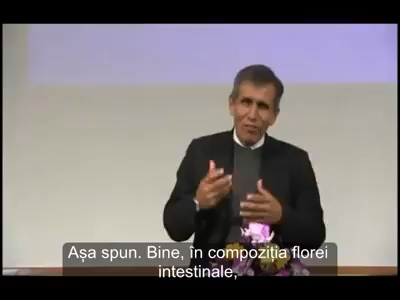 Așa spun. Bine, în compoziția florei
intestinale,